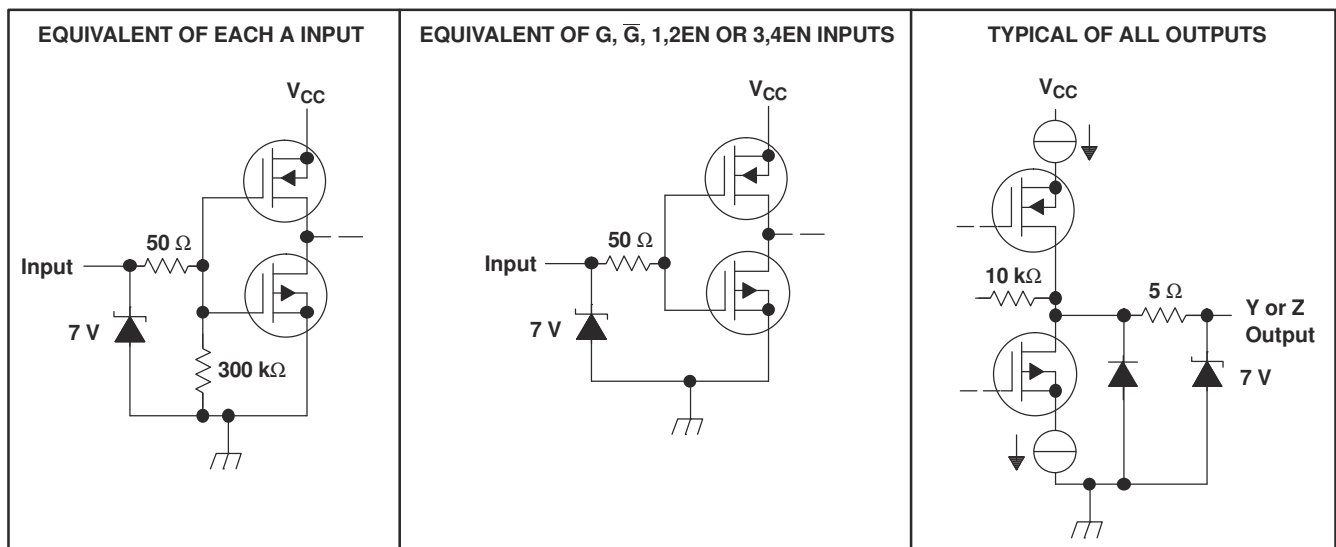 EQUIVALENT OF EACH A INPUT
VCC
50 Ω
Input
7 V
300 kΩ
EQUIVALENT OF G, G̅, 1,2EN OR 3,4EN INPUTS
VCC
50 Ω
Input
7 V
TYPICAL OF ALL OUTPUTS
VCC
10 kΩ
5 Ω
Y or Z
Output
7 V